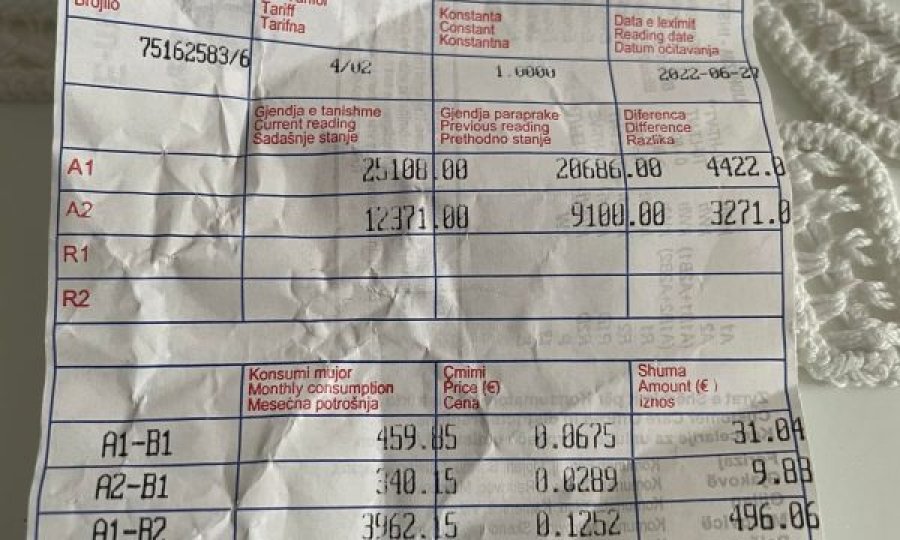 Brojilo
Tariff
Tarifna
Konstanta
Constant
Konstantna
Data e leximit
Reading date
Datum očitavanja
75162583/6 4/02 1.0000 2022-06-27
Gjendja e tanishme
Current reading
Sadašnje stanje
Gjendja paraprake
Previous reading
Prethodno stanje
Diferenca
Difference
Razlika
A1 25108.00 20686.00 4422.0
A2 12371.00 9100.00 3271.0
R1
R2
Konsumi mujor
Monthly consumption
Mesečna potrošnja
Çmimi
Price (€)
Cena
Shuma
Amount (€ )
iznos
A1-B1 459.85 0.0675 31.04
A2-B1 340.15 0.0289 9.83
A1-B2 3962.15 0.1252 496.06